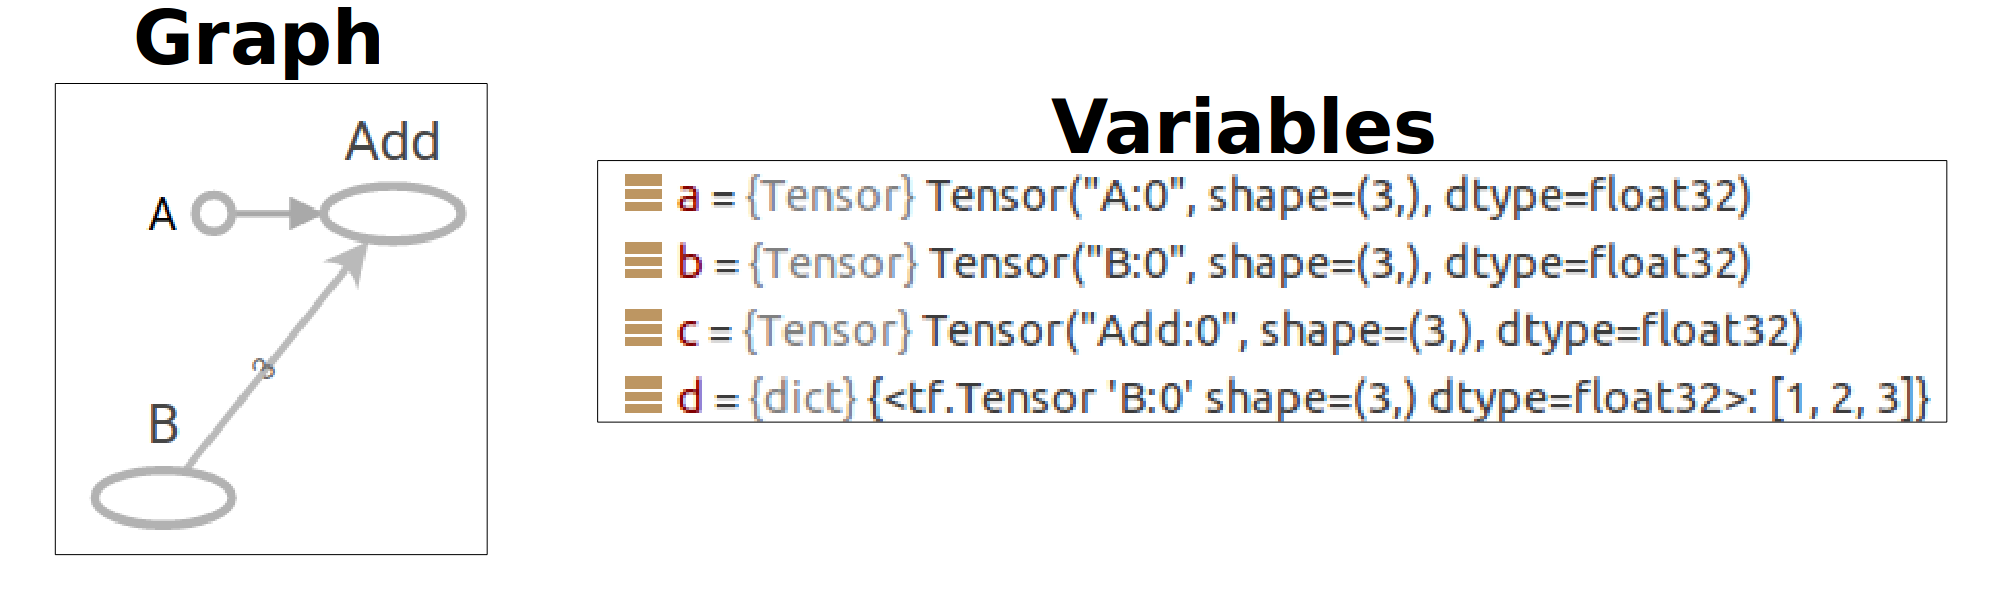 Graph
Add
A
3
B
Variables
a = {Tensor} Tensor("A:0", shape=(3,), dtype=float32)
b = {Tensor} Tensor("B:0", shape=(3,), dtype=float32)
c = {Tensor} Tensor("Add:0", shape=(3,), dtype=float32)
d = {dict} {<tf.Tensor 'B:0' shape=(3,) dtype=float32>: [1, 2, 3]}